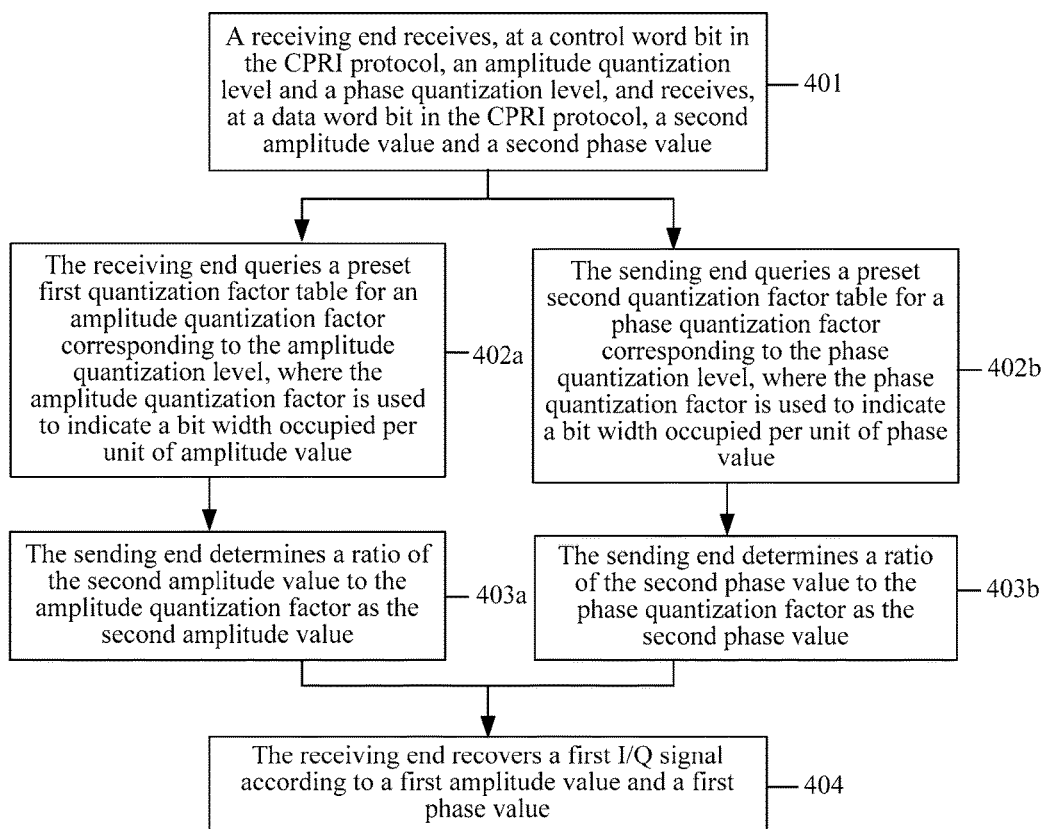 A receiving end receives, at a control word bit in
the CPRI protocol, an amplitude quantization
level and a phase quantization level, and receives,
at a data word bit in the CPRI protocol, a second
amplitude value and a second phase value
401
The receiving end queries a preset
first quantization factor table for an
amplitude quantization factor
corresponding to the amplitude
quantization level, where the
amplitude quantization factor is used
to indicate a bit width occupied per
unit of amplitude value
402a
The sending end queries a preset
second quantization factor table for a
phase quantization factor
corresponding to the phase
quantization level, where the phase
quantization factor is used to indicate
a bit width occupied per unit of phase
value
402b
The sending end determines a ratio of
the second amplitude value to the
amplitude quantization factor as the
second amplitude value
403a
The sending end determines a ratio
of the second phase value to the
phase quantization factor as the
second phase value
403b
The receiving end recovers a first I/Q signal
according to a first amplitude value and a first
phase value
404